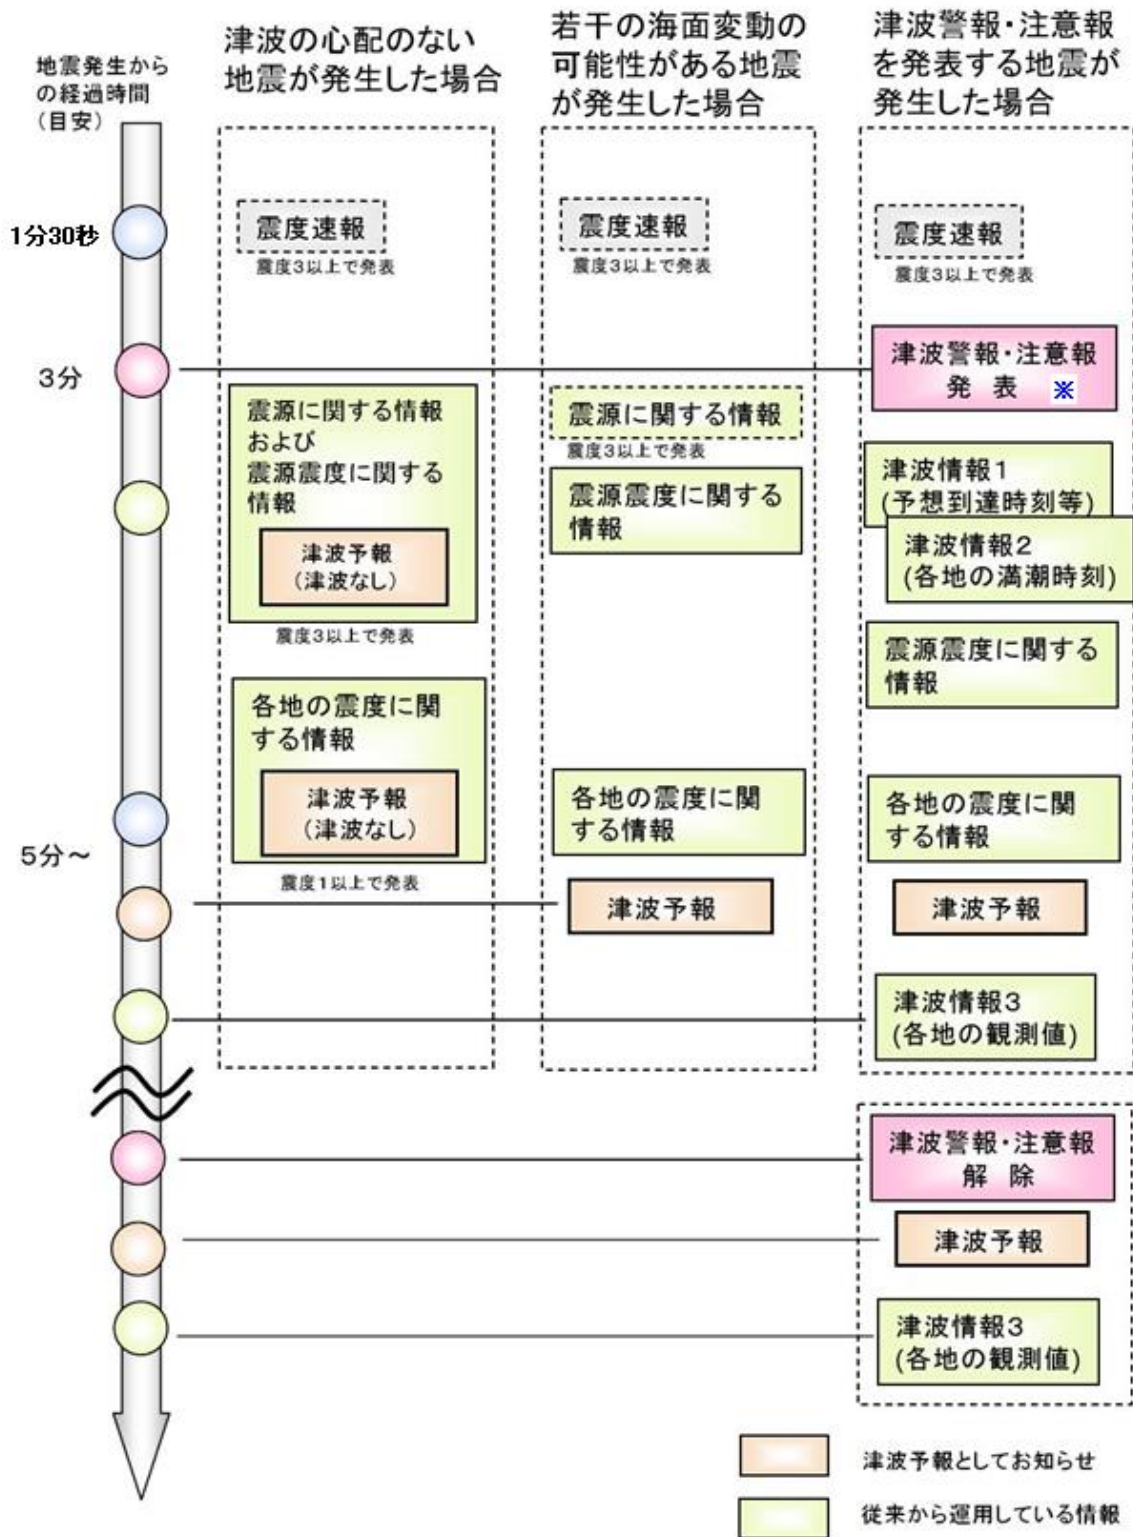 地震発生から
の経過時間
（目安）
1分30秒
3分
5分～
津波の心配のない
地震が発生した場合
震度速報
震度3以上で発表
震源に関する情報
および
震源震度に関する
情報
津波予報
（津波なし）
震度3以上で発表
各地の震度に関
する情報
津波予報
（津波なし）
震度1以上で発表
若干の海面変動の
可能性がある地震
が発生した場合
震度速報
震度3以上で発表
震源に関する情報
震度3以上で発表
震源震度に関する
情報
各地の震度に関
する情報
津波予報
津波警報・注意報
を発表する地震が
発生した場合
震度速報
震度3以上で発表
津波警報・注意報
発 表 ※
津波情報1
(予想到達時刻等)
津波情報2
(各地の満潮時刻)
震源震度に関する
情報
各地の震度に関
する情報
津波予報
津波情報3
(各地の観測値)
津波警報・注意報
解 除
津波予報
津波情報3
(各地の観測値)
津波予報としてお知らせ
従来から運用している情報